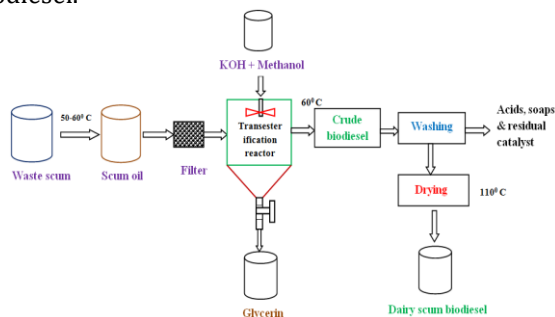 odiesel.
KOH + Methanol
50-60⁰ C
60⁰ C
Transester
ification
reactor
Crude
biodiesel
Washing
Acids, soaps
& residual
catalyst
Waste scum
Scum oil
Filter
Drying
110⁰ C
Glycerin
Dairy scum biodiesel